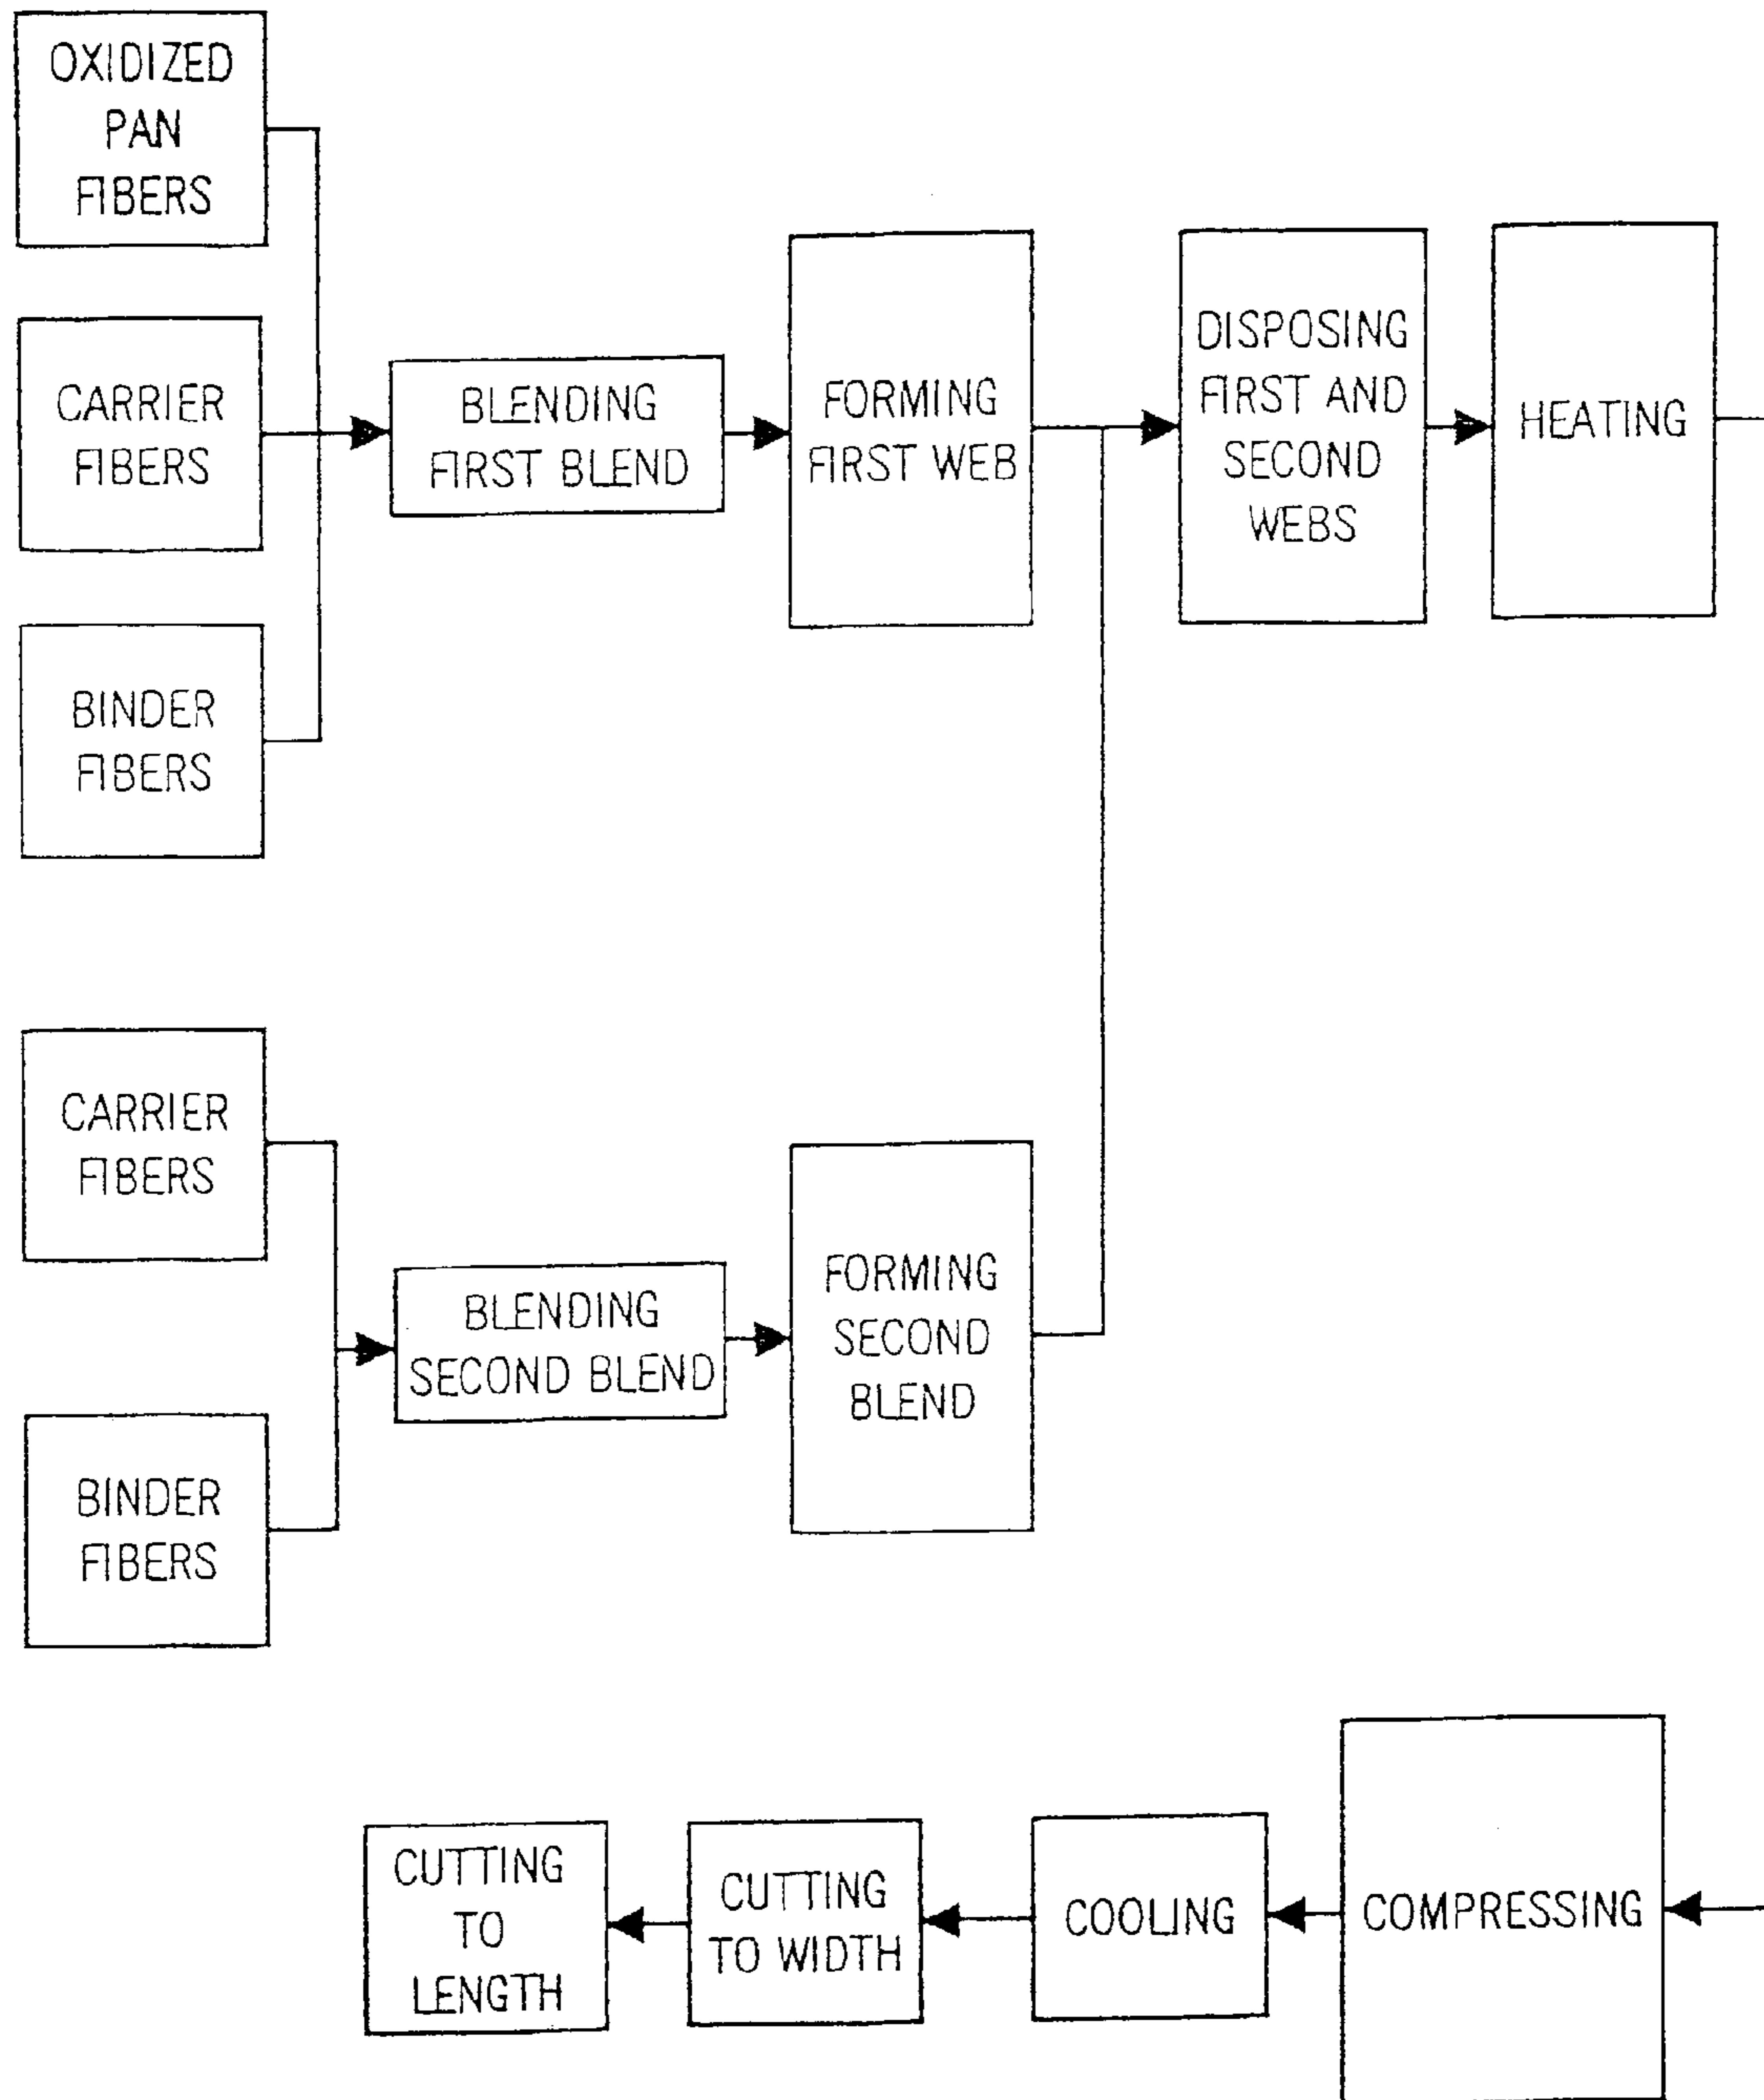 OXIDIZED
PAN
FIBERS
CARRIER
FIBERS
BINDER
FIBERS
BLENDING
FIRST BLEND
FORMING
FIRST WEB
DISPOSING
FIRST AND
SECOND
WEBS
HEATING
CARRIER
FIBERS
BINDER
FIBERS
BLENDING
SECOND BLEND
FORMING
SECOND
BLEND
CUTTING
TO
LENGTH
CUTTING
TO WIDTH
COOLING
COMPRESSING